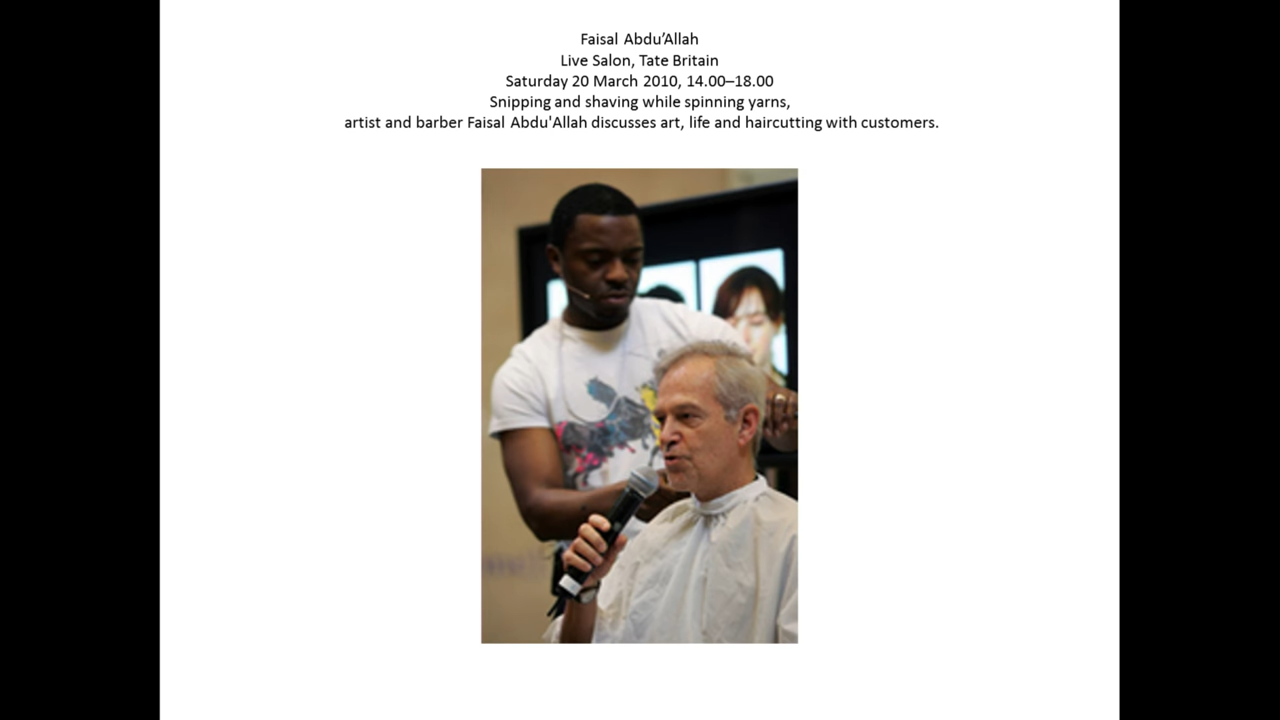 Faisal Abdu’Allah
Live Salon, Tate Britain
Saturday 20 March 2010, 14.00–18.00
Snipping and shaving while spinning yarns,
artist and barber Faisal Abdu'Allah discusses art, life and haircutting with customers.